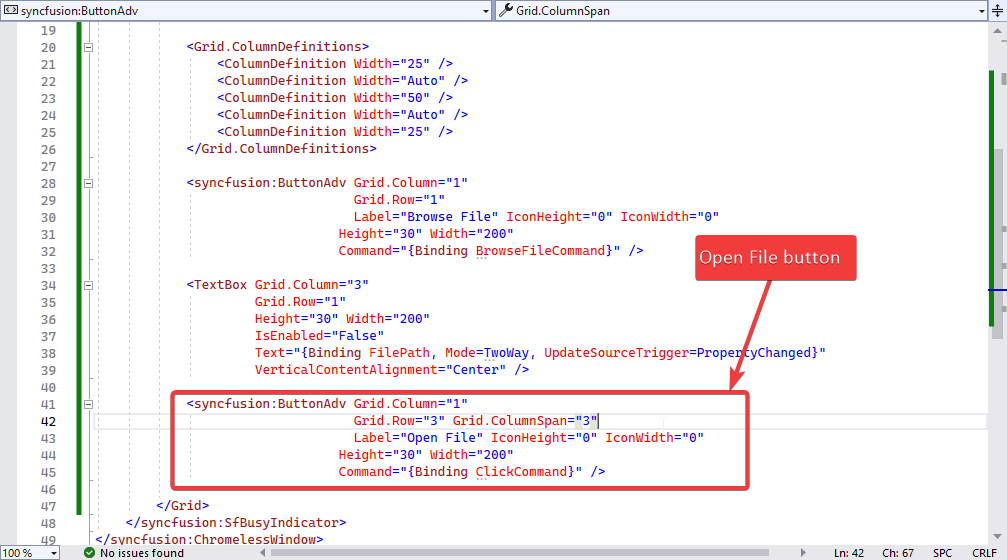 syncfusion:ButtonAdv Grid.ColumnSpan
19
20 <Grid.ColumnDefinitions>
21 <ColumnDefinition Width="25" />
22 <ColumnDefinition Width="Auto" />
23 <ColumnDefinition Width="50" />
24 <ColumnDefinition Width="Auto" />
25 <ColumnDefinition Width="25" />
26 </Grid.ColumnDefinitions>
27
28 <syncfusion:ButtonAdv Grid.Column="1"
29 Grid.Row="1"
30 Label="Browse File" IconHeight="0" IconWidth="0"
31 Height="30" Width="200"
32 Command="{Binding BrowseFileCommand}" />
Open File button
33
34 <TextBox Grid.Column="3"
35 Grid.Row="1"
36 Height="30" Width="200"
37 IsEnabled="False"
38 Text="{Binding FilePath, Mode=TwoWay, UpdateSourceTrigger=PropertyChanged}"
39 VerticalContentAlignment="Center" />
40
41 <syncfusion:ButtonAdv Grid.Column="1"
42 Grid.Row="3" Grid.ColumnSpan="3"
43 Label="Open File" IconHeight="0" IconWidth="0"
44 Height="30" Width="200"
45 Command="{Binding ClickCommand}" />
46
47 </Grid>
48 </syncfusion:SfBusyIndicator>
49 </syncfusion:ChromelessWindow>
100 % No issues found Ln: 42 Ch: 67 SPC CRLF